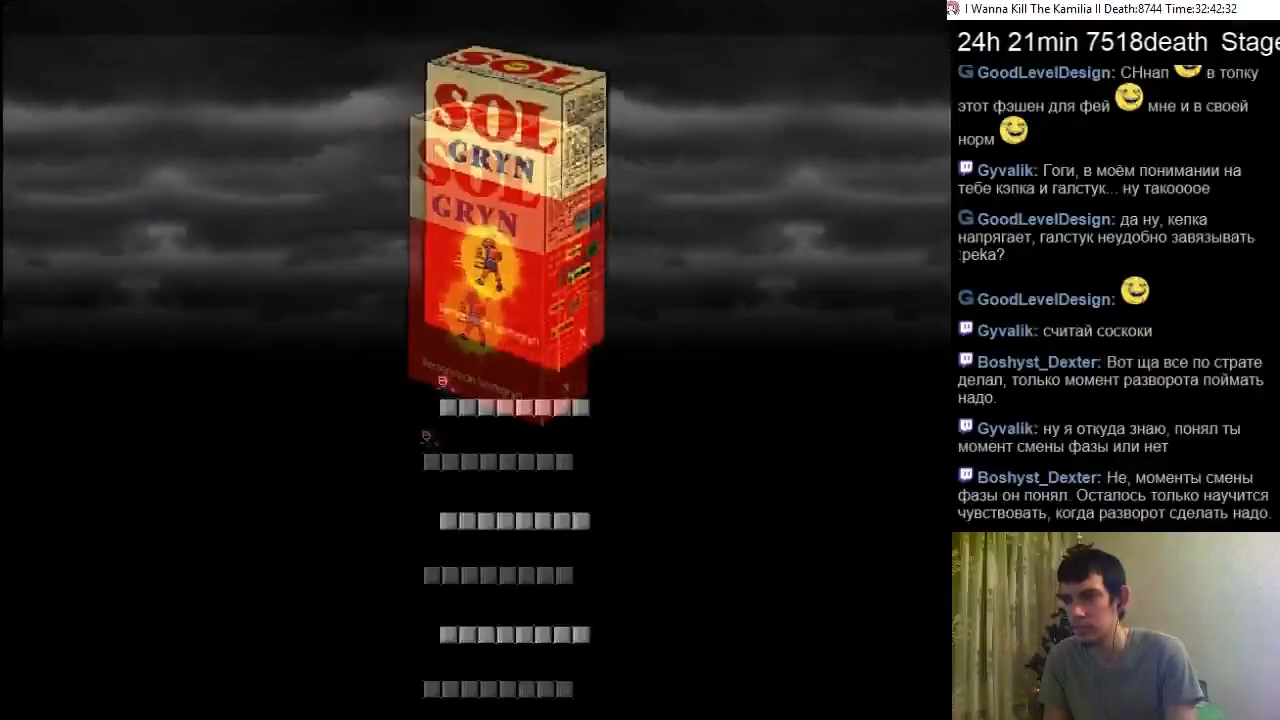 I Wanna Kill The Kamilia II Death:8744 Time:32:42:32
24h 21min 7518death Stage
GoodLevelDesign: СНнап в топку
этот фэшен для фей мне и в своей
норм
Gyvalik: Гоги, в моём понимании на
тебе кэпка и галстук... ну такоооое
GoodLevelDesign: да ну, кепка
напрягает, галстук неудобно завязывать
:peka?
GoodLevelDesign:
Gyvalik: считай соскоки
Boshyst_Dexter: Вот ща все по страте
делал, только момент разворота поймать
надо.
Gyvalik: ну я откуда знаю, понял ты
момент смены фазы или нет
Boshyst_Dexter: Не, моменты смены
фазы он понял. Осталось только научится
чувствовать, когда разворот сделать надо.
SOL
SOL
GRYN
SOL
GRYN